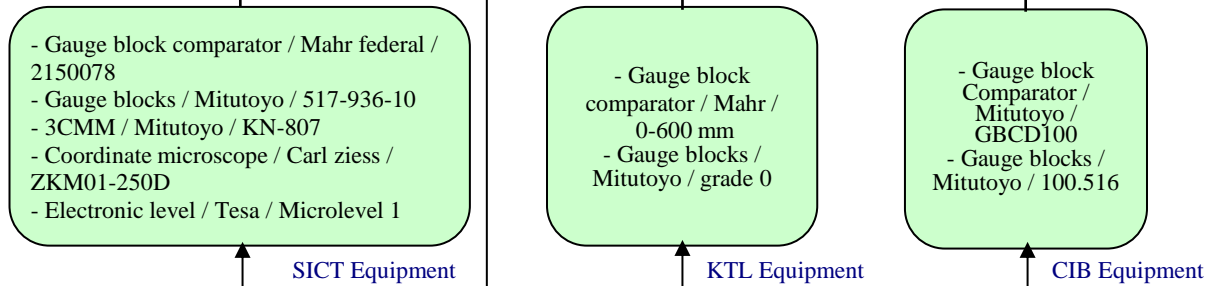 - Gauge block comparator / Mahr federal /
2150078
- Gauge blocks / Mitutoyo / 517-936-10
- 3CMM / Mitutoyo / KN-807
- Coordinate microscope / Carl ziess /
ZKM01-250D
- Electronic level / Tesa / Microlevel 1
SICT Equipment
- Gauge block
comparator / Mahr /
0-600 mm
- Gauge blocks /
Mitutoyo / grade 0
KTL Equipment
- Gauge block
Comparator /
Mitutoyo /
GBCD100
- Gauge blocks /
Mitutoyo / 100.516
CIB Equipment